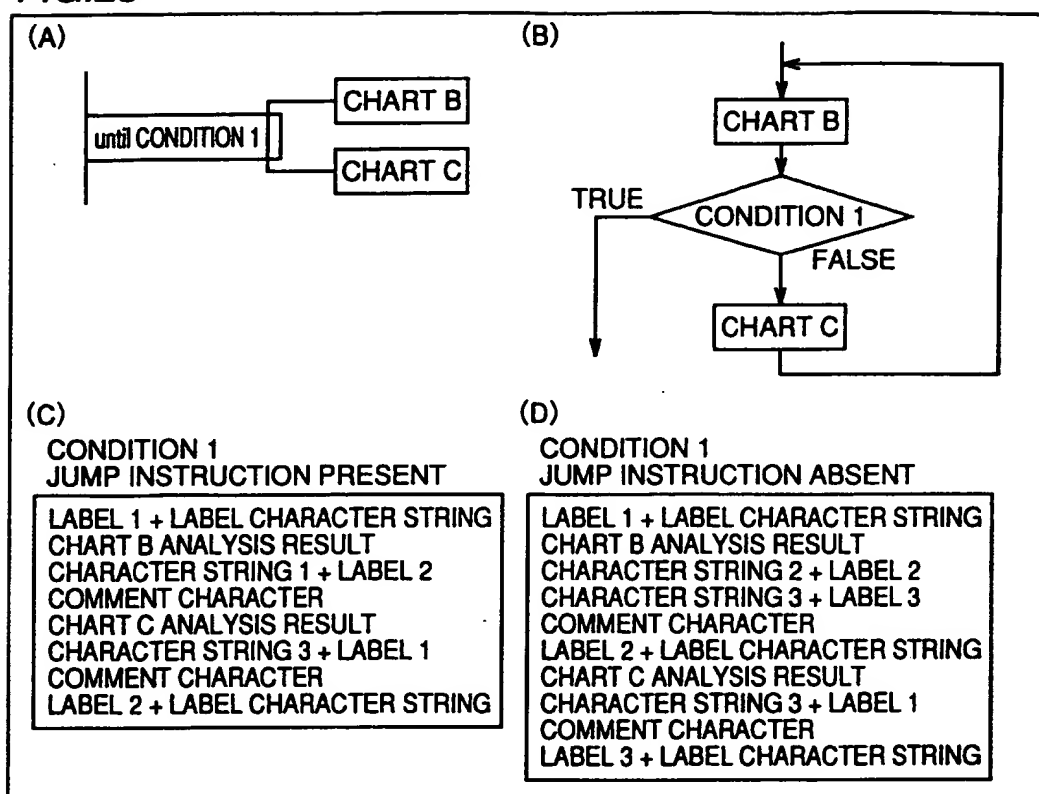 (A)
until CONDITION 1
CHART B
CHART C
(B)
CHART B
TRUE
CONDITION 1
FALSE
CHART C
(C)
CONDITION 1
JUMP INSTRUCTION PRESENT
LABEL 1 + LABEL CHARACTER STRING
CHART B ANALYSIS RESULT
CHARACTER STRING 1 + LABEL 2
COMMENT CHARACTER
CHART C ANALYSIS RESULT
CHARACTER STRING 3 + LABEL 1
COMMENT CHARACTER
LABEL 2 + LABEL CHARACTER STRING
(D)
CONDITION 1
JUMP INSTRUCTION ABSENT
LABEL 1 + LABEL CHARACTER STRING
CHART B ANALYSIS RESULT
CHARACTER STRING 2 + LABEL 2
CHARACTER STRING 3 + LABEL 3
COMMENT CHARACTER
LABEL 2 + LABEL CHARACTER STRING
CHART C ANALYSIS RESULT
CHARACTER STRING 3 + LABEL 1
COMMENT CHARACTER
LABEL 3 + LABEL CHARACTER STRING